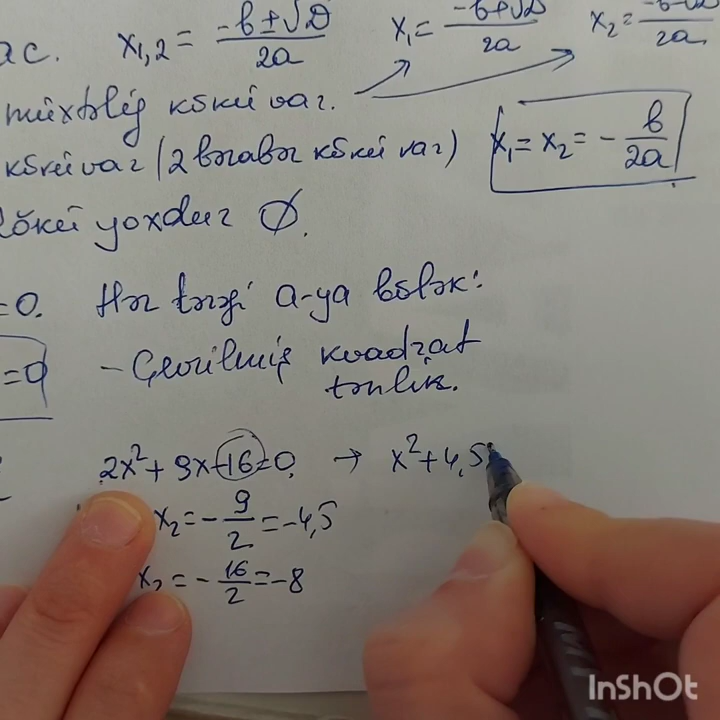 ac. x₁,₂ = (-b±√D)/2a x₁ = (-b+√D)/2a x₂ = (-b-√D)/2a
müxtəlif kökü var.
kökü var (2 bərabər kökü var) x₁ = x₂ = - b/2a
kökü yoxdur ∅.
=0. Hər tərəfi a-ya bölək:
=0 - Çevrilmiş kvadrat
tənlik.
2x²+9x-16=0. → x²+4,5
x₂ = - 9/2 = -4,5
x₂ = - 16/2 = -8
InShOt